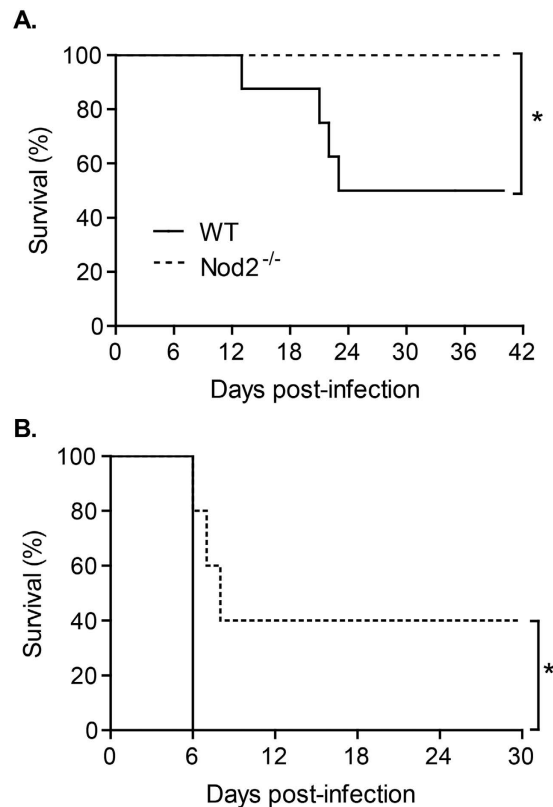 A.
100
80
60
40
20
0
Survival (%)
WT
Nod2-/-
*
0 6 12 18 24 30 36 42
Days post-infection
B.
100
80
60
40
20
0
Survival (%)
*
0 6 12 18 24 30
Days post-infection